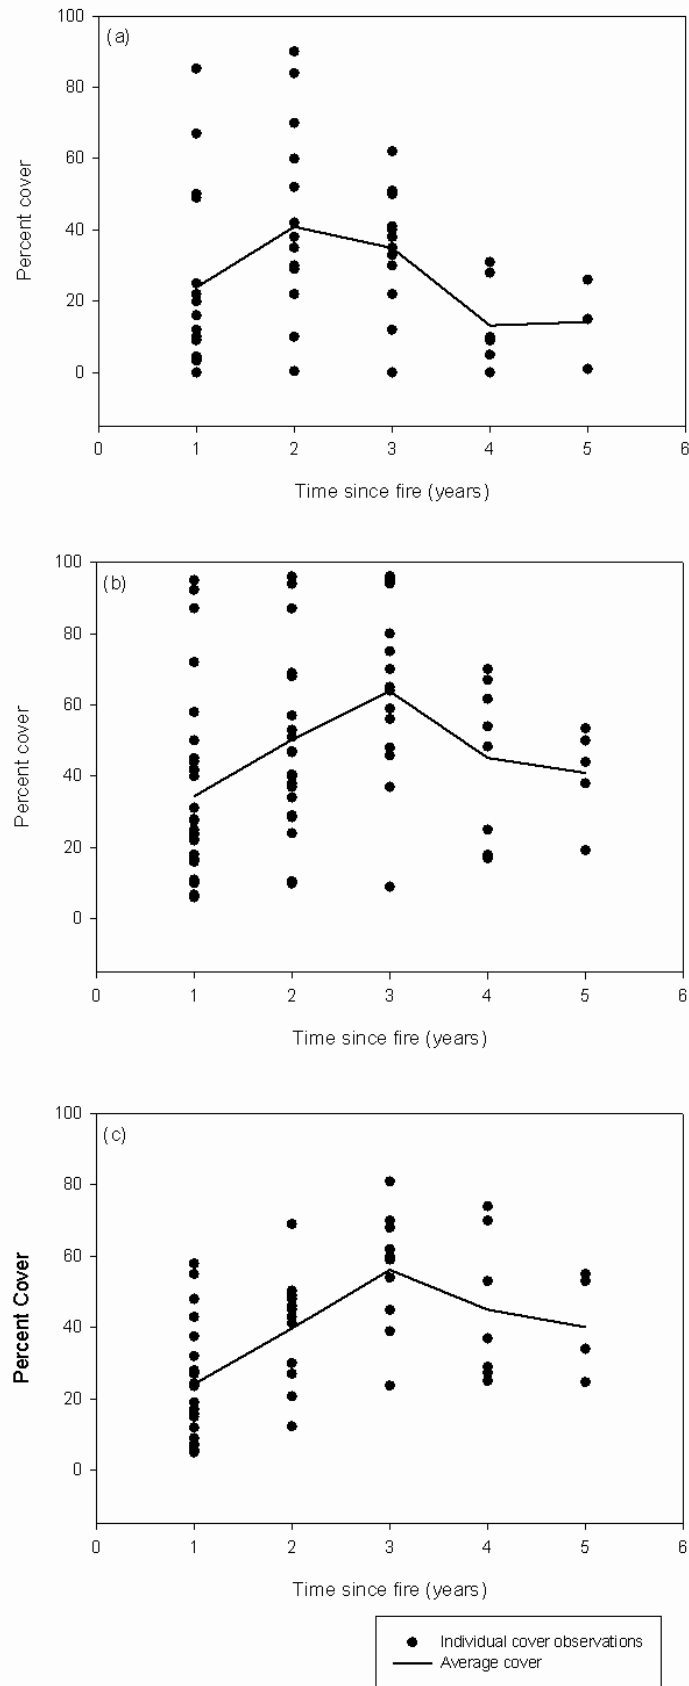 (a)
100
80
60
40
20
0
Percent cover
0 1 2 3 4 5 6
Time since fire (years)
(b)
100
80
60
40
20
0
Percent cover
0 1 2 3 4 5 6
Time since fire (years)
(c)
100
80
60
40
20
0
Percent Cover
0 1 2 3 4 5 6
Time since fire (years)
Individual cover observations
Average cover